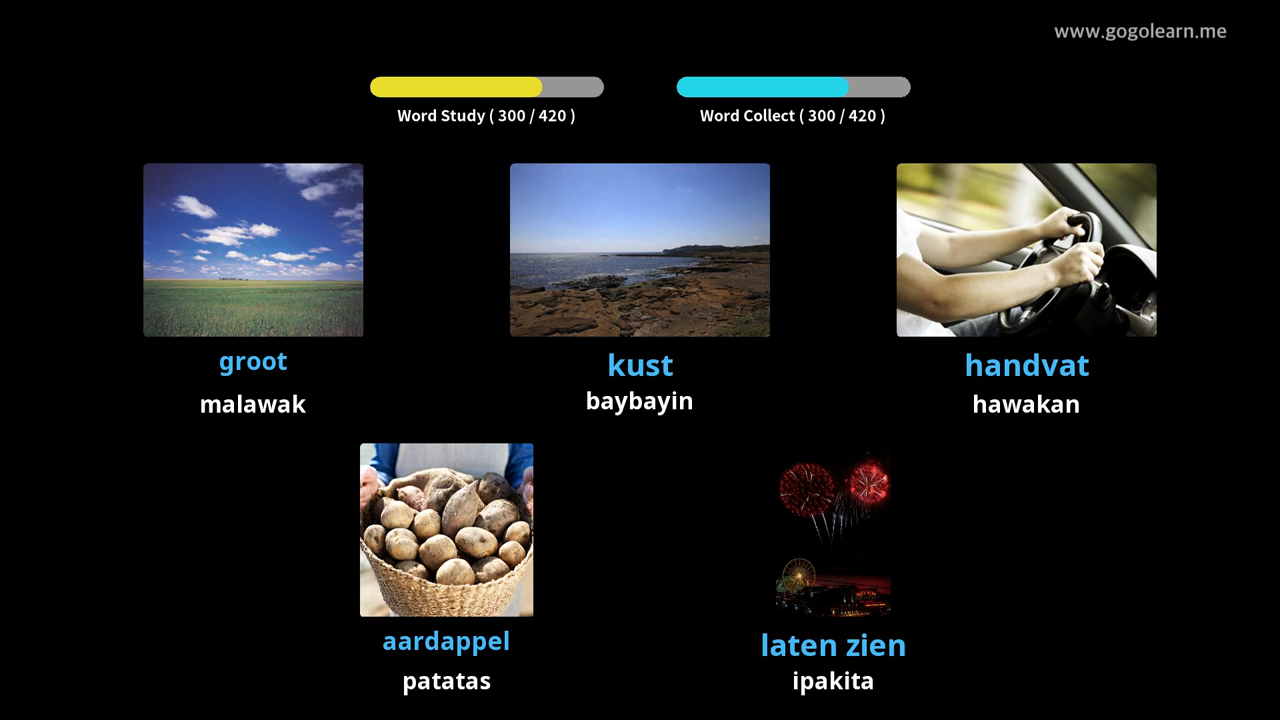 www.gogolearn.me
Word Study ( 300 / 420 )
Word Collect ( 300 / 420 )
groot
malawak
kust
baybayin
handvat
hawakan
aardappel
patatas
laten zien
ipakita